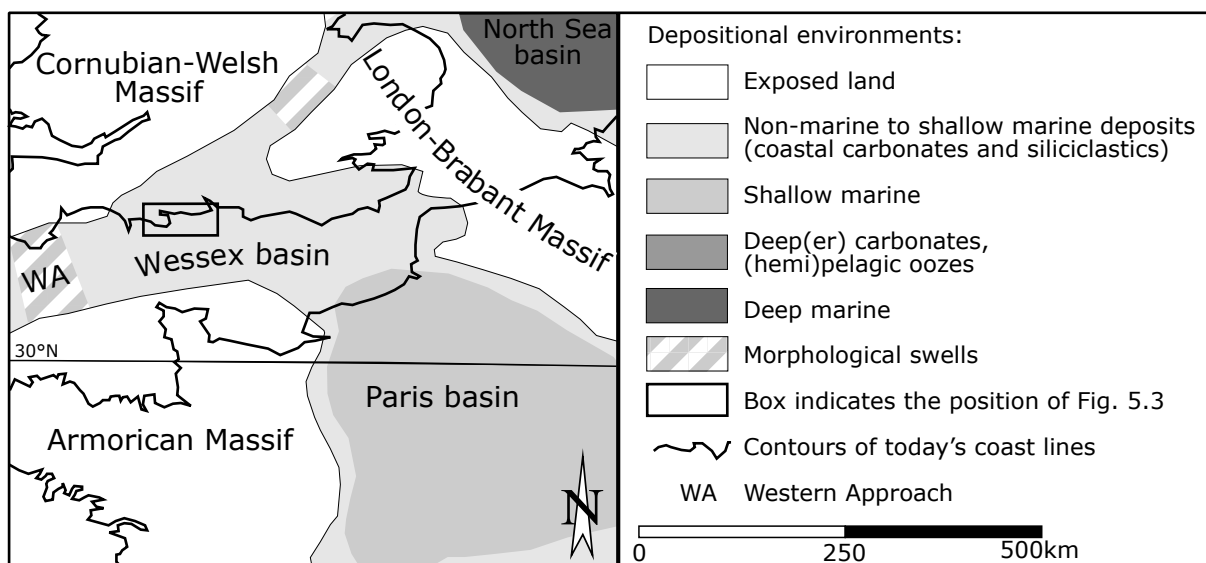 North Sea
basin
Cornubian-Welsh
Massif
London-Brabant Massif
Wessex basin
WA
30°N
Paris basin
Armorican Massif
N
Depositional environments:
Exposed land
Non-marine to shallow marine deposits
(coastal carbonates and siliciclastics)
Shallow marine
Deep(er) carbonates,
(hemi)pelagic oozes
Deep marine
Morphological swells
Box indicates the position of Fig. 5.3
Contours of today's coast lines
WA Western Approach
0 250 500km